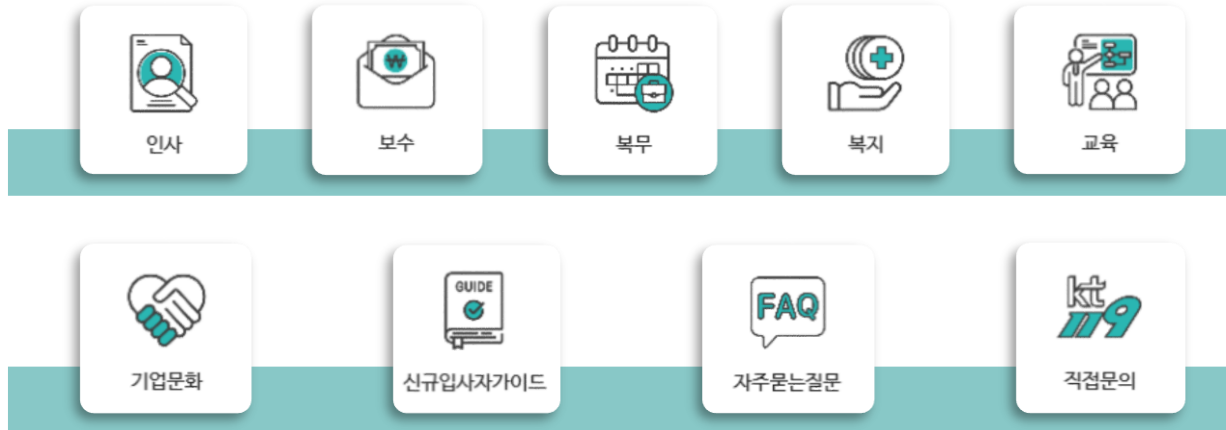 인사
₩
보수
복무
복지
교육
기업문화
GUIDE
신규입사자가이드
FAQ
자주묻는질문
kt
119
직접문의